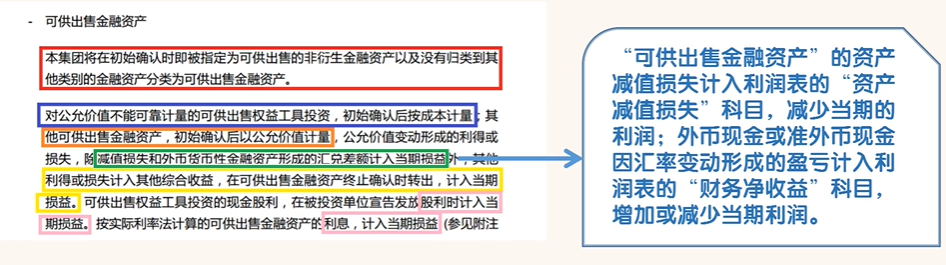 - 可供出售金融资产
本集团将在初始确认时即被指定为可供出售的非衍生金融资产以及没有归类到其
他类别的金融资产分类为可供出售金融资产。
对公允价值不能可靠计量的可供出售权益工具投资，初始确认后按成本计量；其
他可供出售金融资产，初始确认后以公允价值计量，公允价值变动形成的利得或
损失，除减值损失和外币货币性金融资产形成的汇兑差额计入当期损益外，其他
利得或损失计入其他综合收益，在可供出售金融资产终止确认时转出，计入当期
损益。可供出售权益工具投资的现金股利，在被投资单位宣告发放股利时计入当
期损益。按实际利率法计算的可供出售金融资产的利息，计入当期损益 (参见附注
“可供出售金融资产”的资产
减值损失计入利润表的“资产
减值损失”科目，减少当期的
利润；外币现金或准外币现金
因汇率变动形成的盈亏计入利
润表的“财务净收益”科目，
增加或减少当期利润。